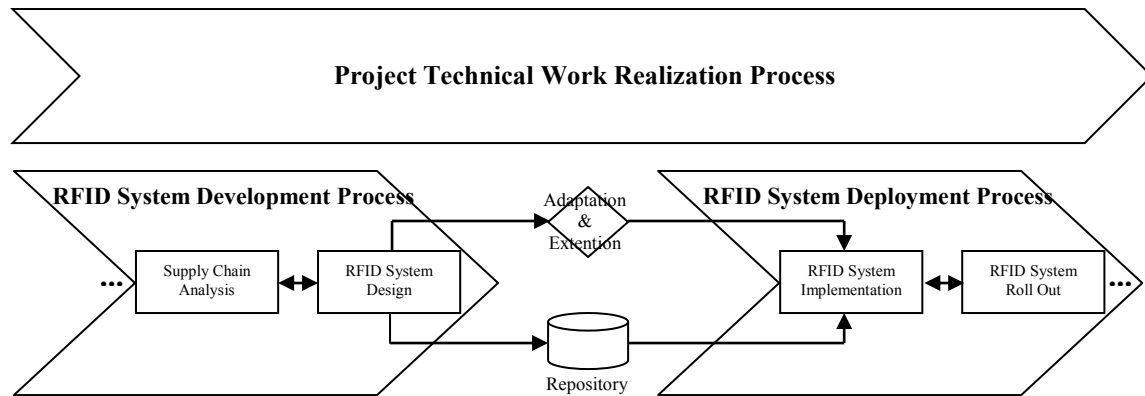 Project Technical Work Realization Process
RFID System Development Process
RFID System Deployment Process
Adaptation
&
Extention
... Supply Chain
Analysis
RFID System
Design
RFID System
Implementation
RFID System
Roll Out
...
Repository